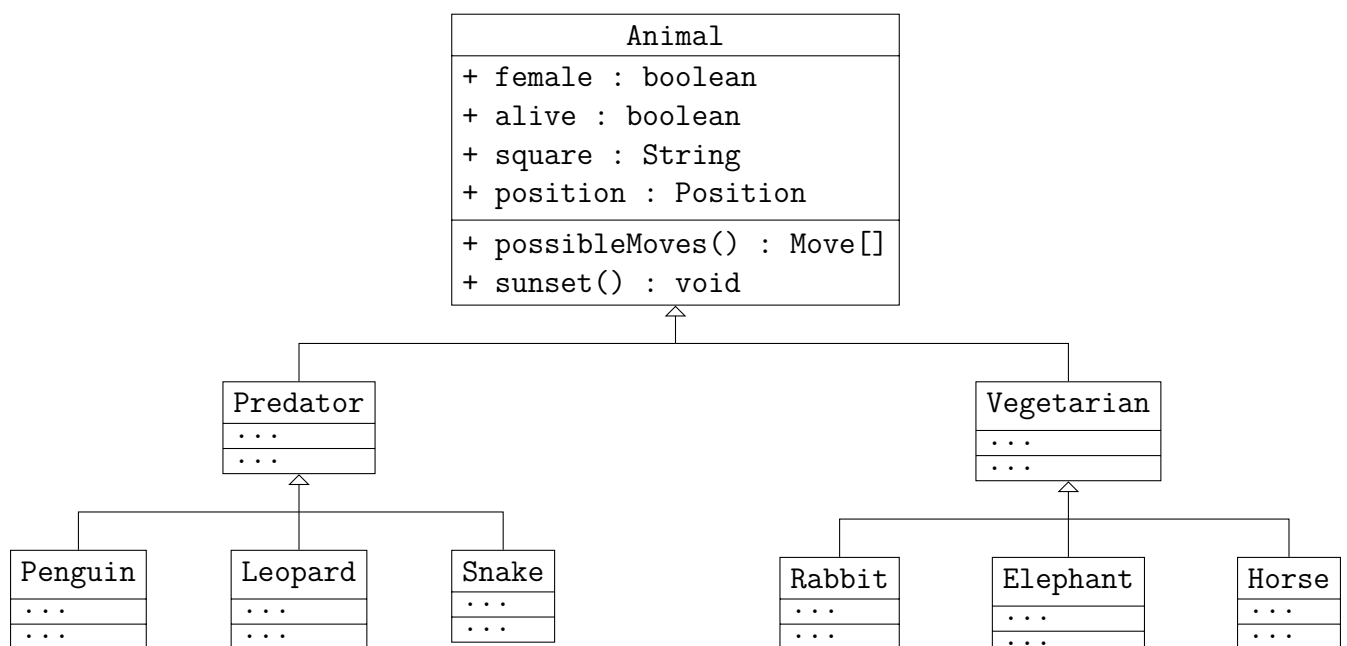 Animal
+ female : boolean
+ alive : boolean
+ square : String
+ position : Position
+ possibleMoves() : Move[]
+ sunset() : void
Predator
...
...
Vegetarian
...
...
Penguin
...
...
Leopard
...
...
Snake
...
...
Rabbit
...
...
Elephant
...
...
Horse
...
...